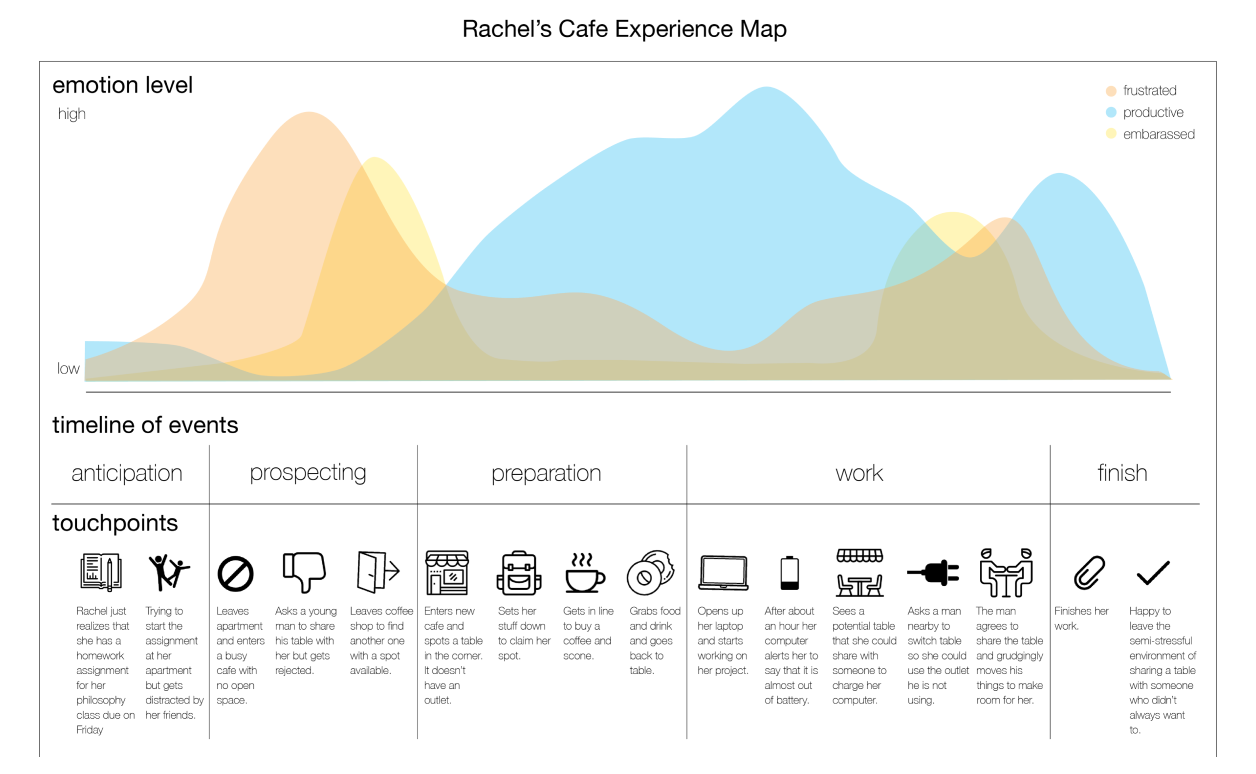 Rachel's Cafe Experience Map
emotion level
high
low
frustrated
productive
embarassed
timeline of events
anticipation
prospecting
preparation
work
finish
touchpoints
Rachel just
realizes that
she has a
homework
assignment
for her
philosophy
class due on
Friday
Trying to
start the
assignment
at her
apartment
but gets
distracted by
her friends.
Leaves
apartment
and enters
a busy
cafe with
no open
space.
Asks a young
man to share
his table with
her but gets
rejected.
Leaves coffee
shop to find
another one
with a spot
available.
Enters new
cafe and
spots a table
in the corner.
It doesn't
have an
outlet.
Sets her
stuff down
to claim her
spot.
Gets in line
to buy a
coffee and
scone.
Grabs food
and drink
and goes
back to
table.
Opens up
her laptop
and starts
working on
her project.
After about
an hour her
computer
alerts her to
say that it is
almost out
of battery.
Sees a
potential table
that she could
share with
someone to
charge her
computer.
Asks a man
nearby to
switch table
so she could
use the outlet
he is not
using.
The man
agrees to
share the table
and grudgingly
moves his
things to make
room for her.
Finishes her
work.
Happy to
leave the
semi-stressful
environment of
sharing a table
with someone
who didn't
always want
to.